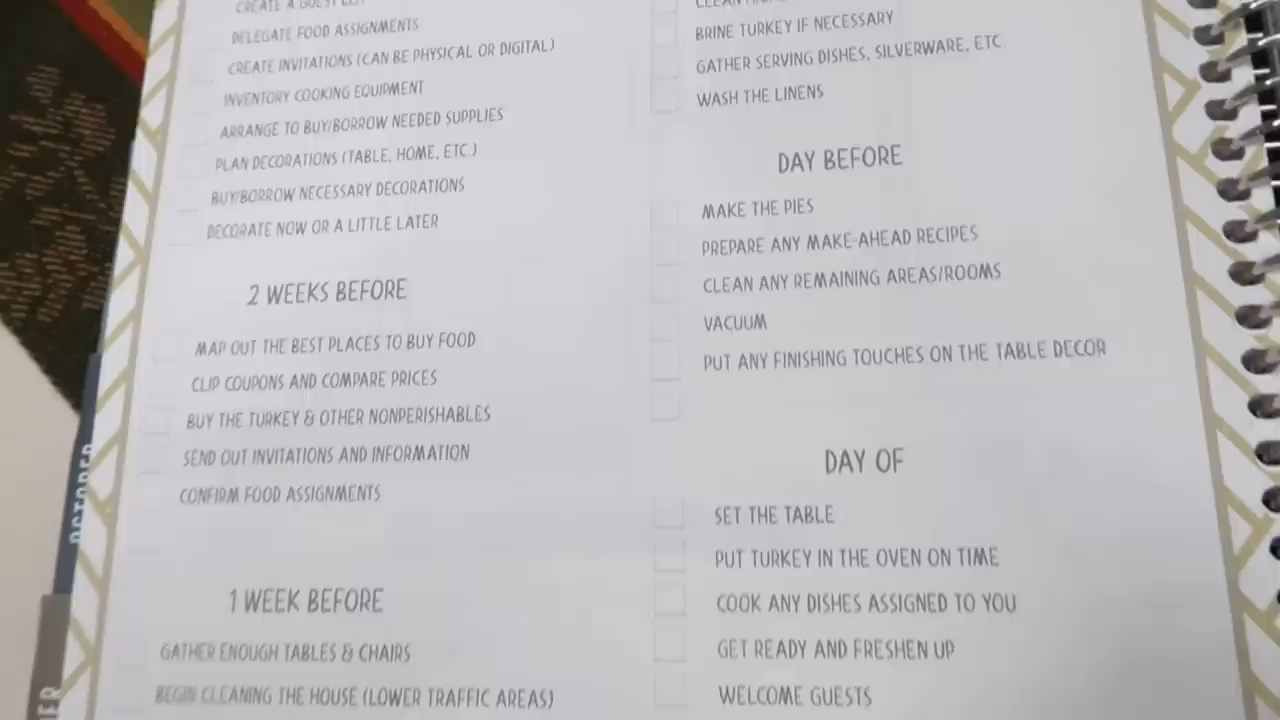 CREATE A GUEST LIST
DELEGATE FOOD ASSIGNMENTS
CREATE INVITATIONS (CAN BE PHYSICAL OR DIGITAL)
INVENTORY COOKING EQUIPMENT
ARRANGE TO BUY/BORROW NEEDED SUPPLIES
PLAN DECORATIONS (TABLE, HOME, ETC.)
BUY/BORROW NECESSARY DECORATIONS
DECORATE NOW OR A LITTLE LATER
2 WEEKS BEFORE
MAP OUT THE BEST PLACES TO BUY FOOD
CLIP COUPONS AND COMPARE PRICES
BUY THE TURKEY & OTHER NONPERISHABLES
SEND OUT INVITATIONS AND INFORMATION
CONFIRM FOOD ASSIGNMENTS
1 WEEK BEFORE
GATHER ENOUGH TABLES & CHAIRS
BEGIN CLEANING THE HOUSE (LOWER TRAFFIC AREAS)
CLEAN
BRINE TURKEY IF NECESSARY
GATHER SERVING DISHES, SILVERWARE, ETC.
WASH THE LINENS
DAY BEFORE
MAKE THE PIES
PREPARE ANY MAKE-AHEAD RECIPES
CLEAN ANY REMAINING AREAS/ROOMS
VACUUM
PUT ANY FINISHING TOUCHES ON THE TABLE DECOR
DAY OF
SET THE TABLE
PUT TURKEY IN THE OVEN ON TIME
COOK ANY DISHES ASSIGNED TO YOU
GET READY AND FRESHEN UP
WELCOME GUESTS
OCTOBER